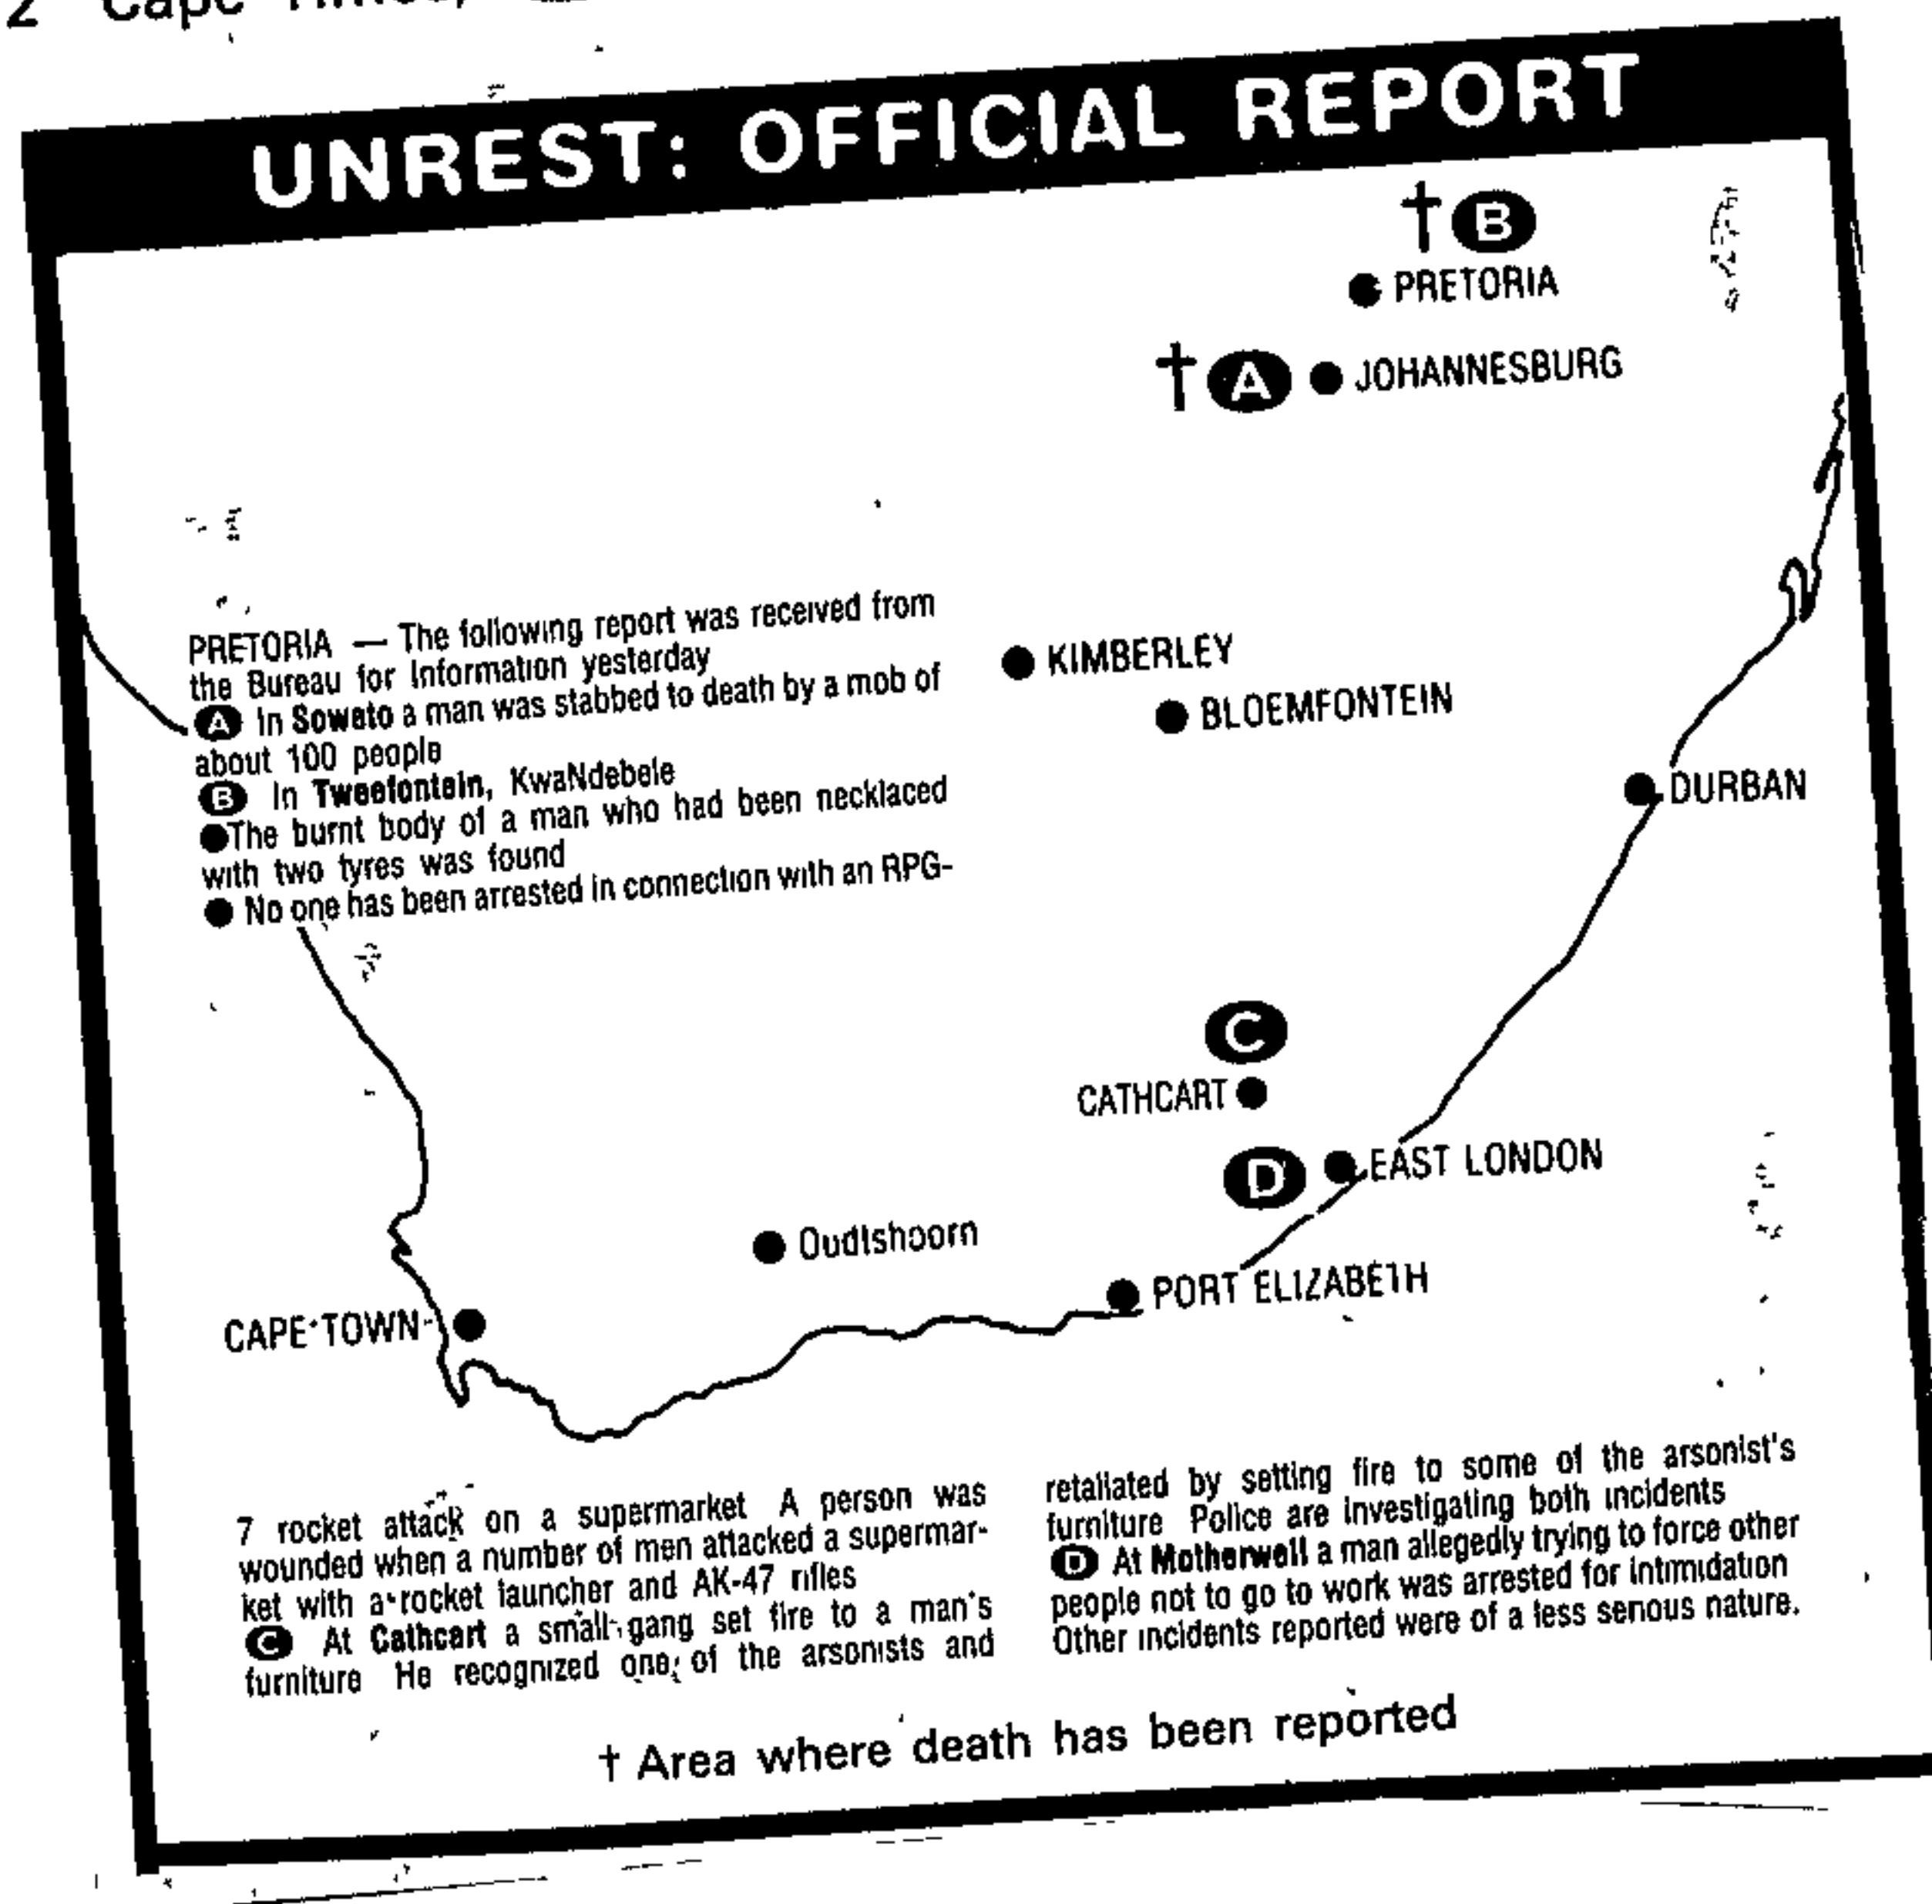 2 Cape Times,
UNREST: OFFICIAL REPORT
† B
PRETORIA
† A JOHANNESBURG
PRETORIA — The following report was received from
the Bureau for Information yesterday
A In Soweto a man was stabbed to death by a mob of
about 100 people
B In Tweefontein, KwaNdebele
●The burnt body of a man who had been necklaced
with two tyres was found
● No one has been arrested in connection with an RPG-
KIMBERLEY
BLOEMFONTEIN
DURBAN
C
CATHCART
D EAST LONDON
Oudtshoorn
PORT ELIZABETH
CAPE TOWN
7 rocket attack on a supermarket A person was
wounded when a number of men attacked a supermar-
ket with a rocket launcher and AK-47 rifles
C At Cathcart a small gang set fire to a man's
furniture He recognized one of the arsonists and
retaliated by setting fire to some of the arsonist's
furniture Police are investigating both incidents
D At Motherwell a man allegedly trying to force other
people not to go to work was arrested for intimidation
Other incidents reported were of a less serious nature.
† Area where death has been reported